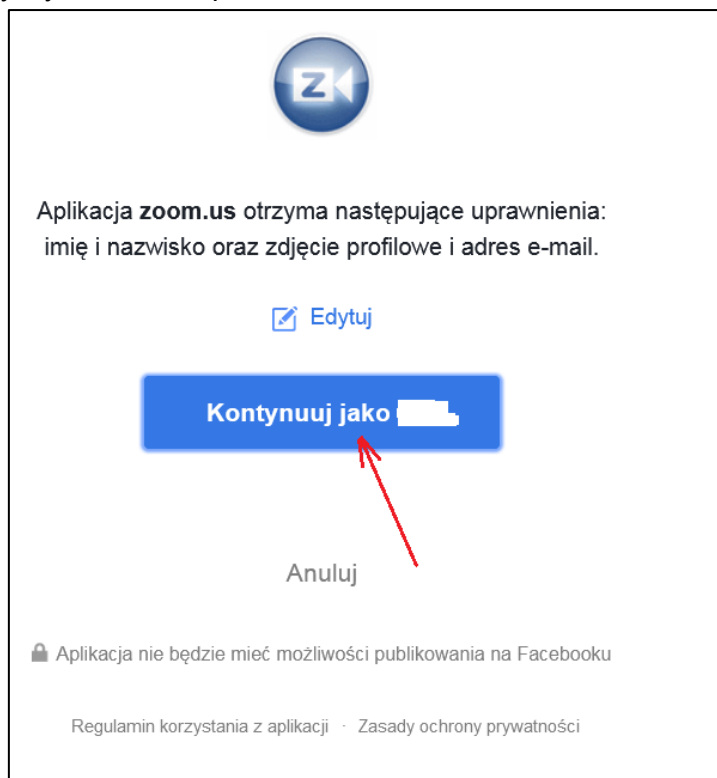 Z
Aplikacja zoom.us otrzyma następujące uprawnienia:
imię i nazwisko oraz zdjęcie profilowe i adres e-mail.
Edytuj
Kontynuuj jako
Anuluj
Aplikacja nie będzie mieć możliwości publikowania na Facebooku
Regulamin korzystania z aplikacji · Zasady ochrony prywatności